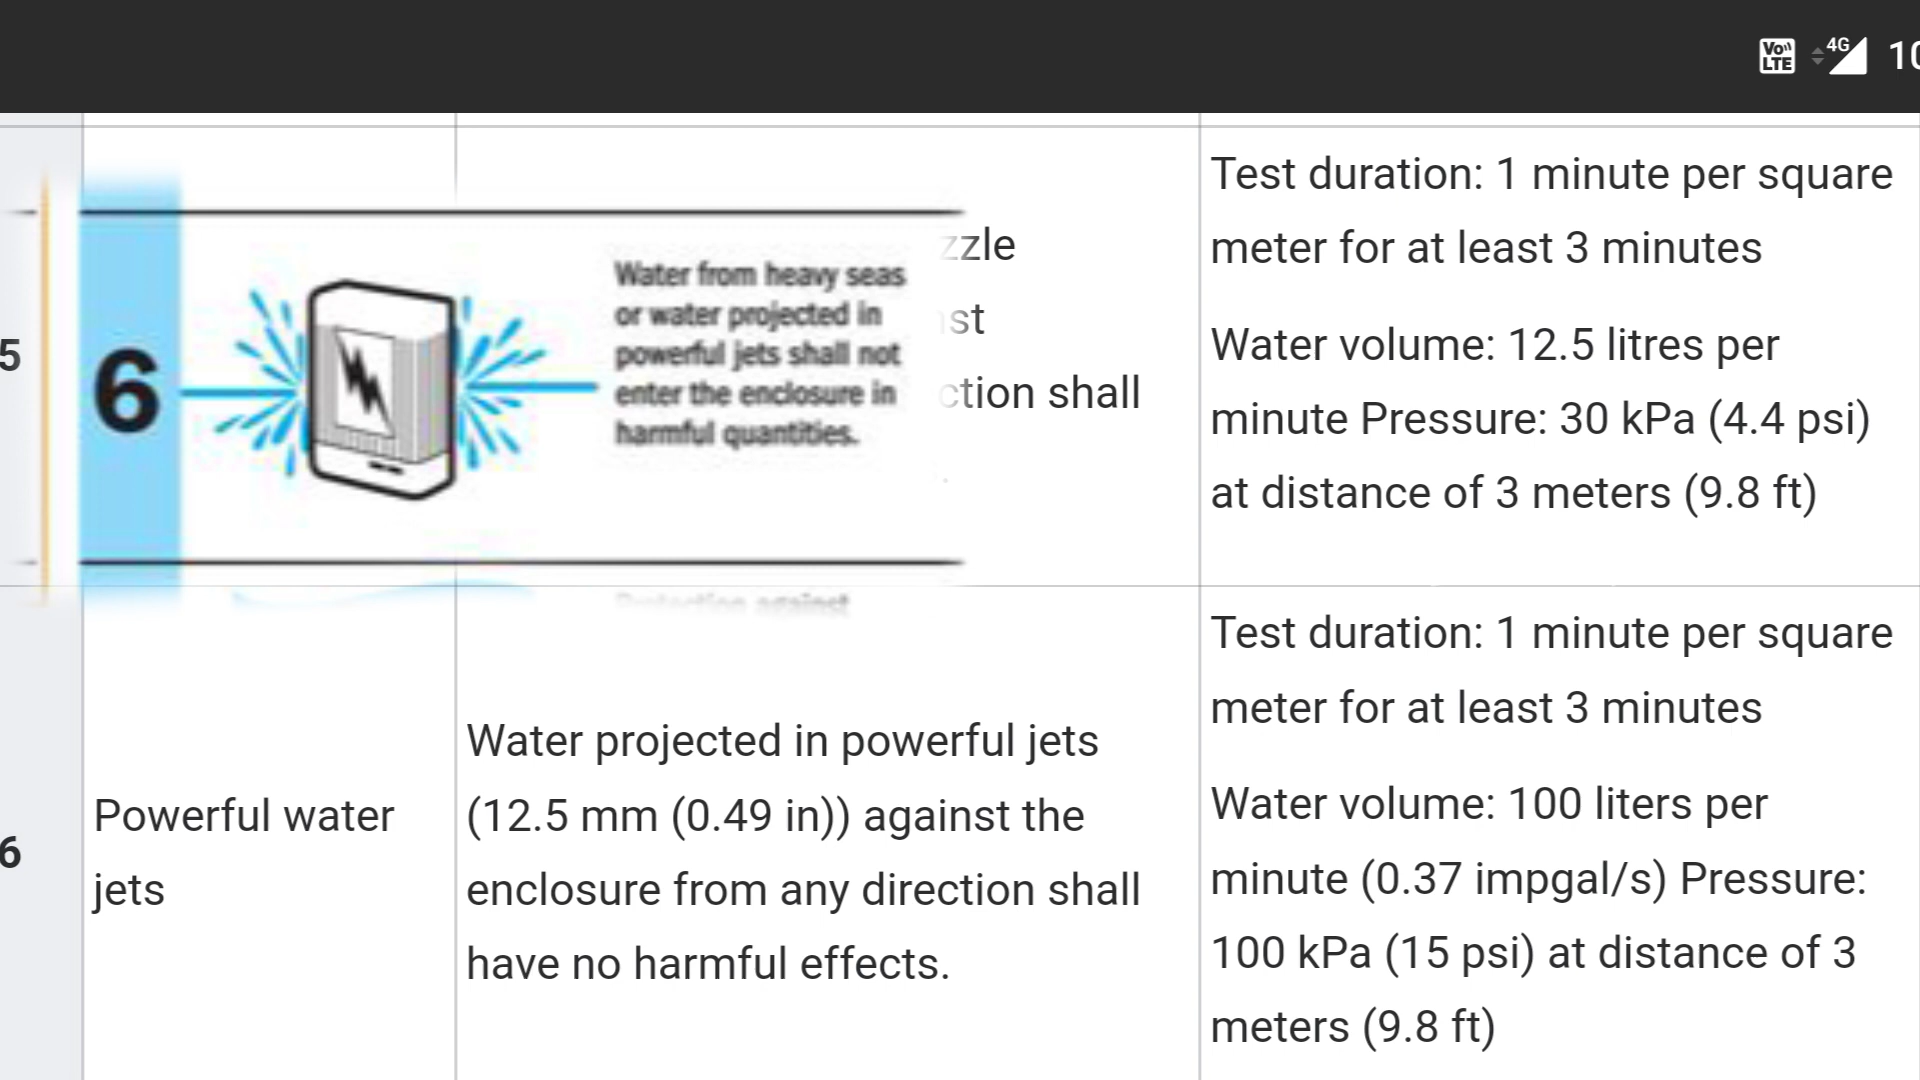 Vo))
LTE
4G
10
5
6
Water from heavy seas
or water projected in
powerful jets shall not
enter the enclosure in
harmful quantities.
zzle
st
ction shall
Test duration: 1 minute per square
meter for at least 3 minutes
Water volume: 12.5 litres per
minute Pressure: 30 kPa (4.4 psi)
at distance of 3 meters (9.8 ft)
Protection against
6
Powerful water
jets
Water projected in powerful jets
(12.5 mm (0.49 in)) against the
enclosure from any direction shall
have no harmful effects.
Test duration: 1 minute per square
meter for at least 3 minutes
Water volume: 100 liters per
minute (0.37 impgal/s) Pressure:
100 kPa (15 psi) at distance of 3
meters (9.8 ft)